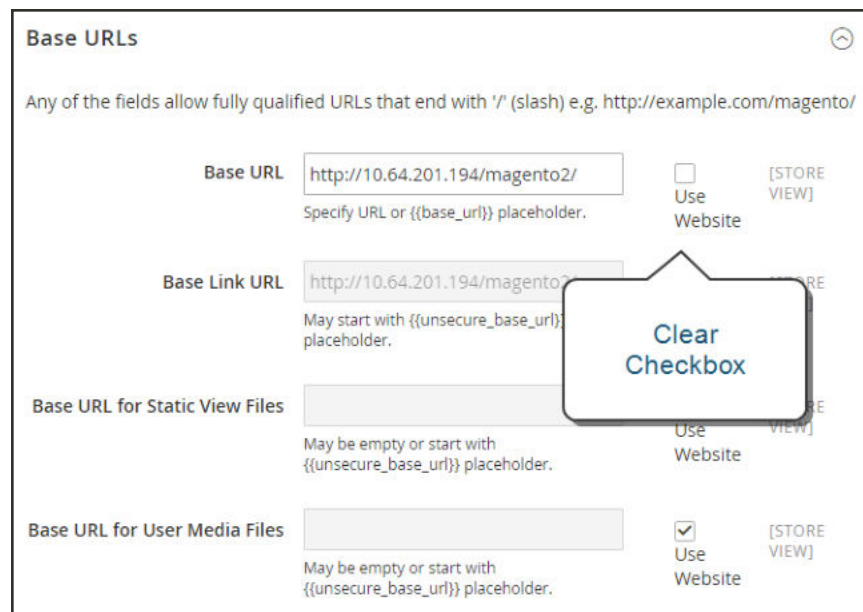 Base URLs
Any of the fields allow fully qualified URLs that end with '/' (slash) e.g. http://example.com/magento/
Base URL
http://10.64.201.194/magento2/
Use
Website
[STORE
VIEW]
Specify URL or {{base_url}} placeholder.
Base Link URL
http://10.64.201.194/magento2/
May start with {{unsecure_base_url}}
placeholder.
Clear
Checkbox
Base URL for Static View Files
Use
Website
VIEW]
May be empty or start with
{{unsecure_base_url}} placeholder.
Base URL for User Media Files
Use
Website
[STORE
VIEW]
May be empty or start with
{{unsecure_base_url}} placeholder.